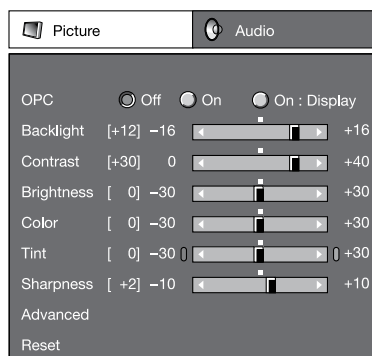 Picture Audio
OPC Off On On : Display
Backlight [+12] −16 +16
Contrast [+30] 0 +40
Brightness [ 0] −30 +30
Color [ 0] −30 +30
Tint [ 0] −30 +30
Sharpness [ +2] −10 +10
Advanced
Reset